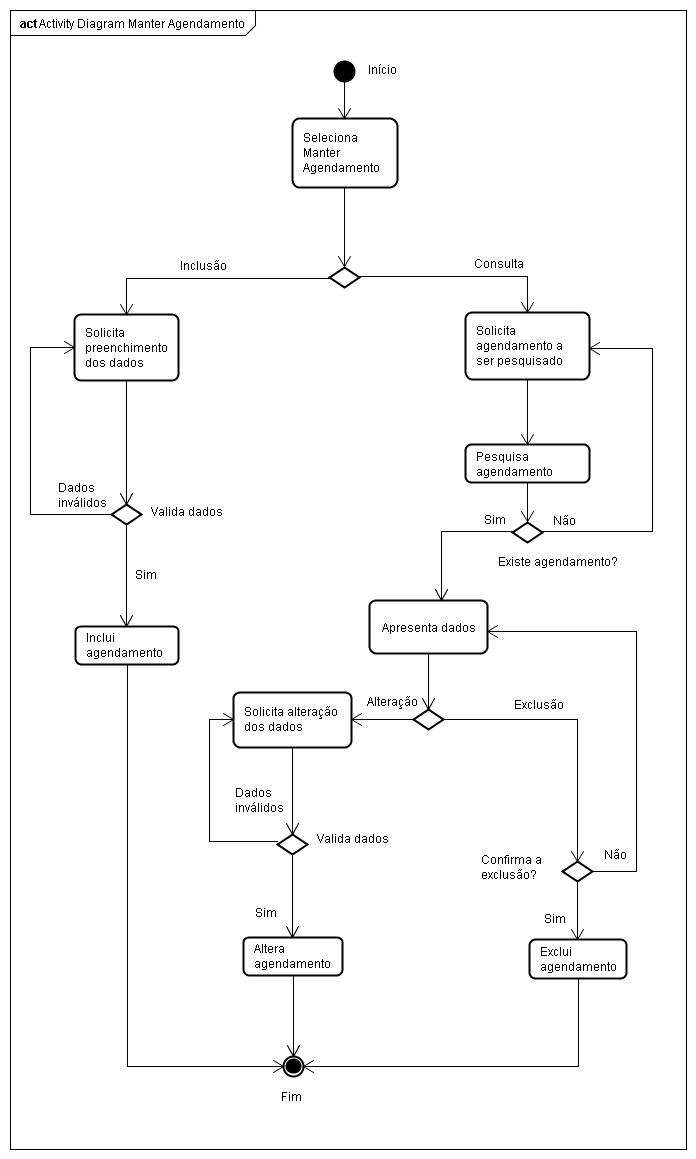 act Activity Diagram Manter Agendamento
Início
Seleciona
Manter
Agendamento
Inclusão
Consulta
Solicita
preenchimento
dos dados
Solicita
agendamento a
ser pesquisado
Pesquisa
agendamento
Dados
inválidos
Valida dados
Sim
Não
Existe agendamento?
Sim
Inclui
agendamento
Apresenta dados
Alteração
Exclusão
Solicita alteração
dos dados
Dados
inválidos
Valida dados
Confirma a
exclusão?
Não
Sim
Sim
Altera
agendamento
Exclui
agendamento
Fim